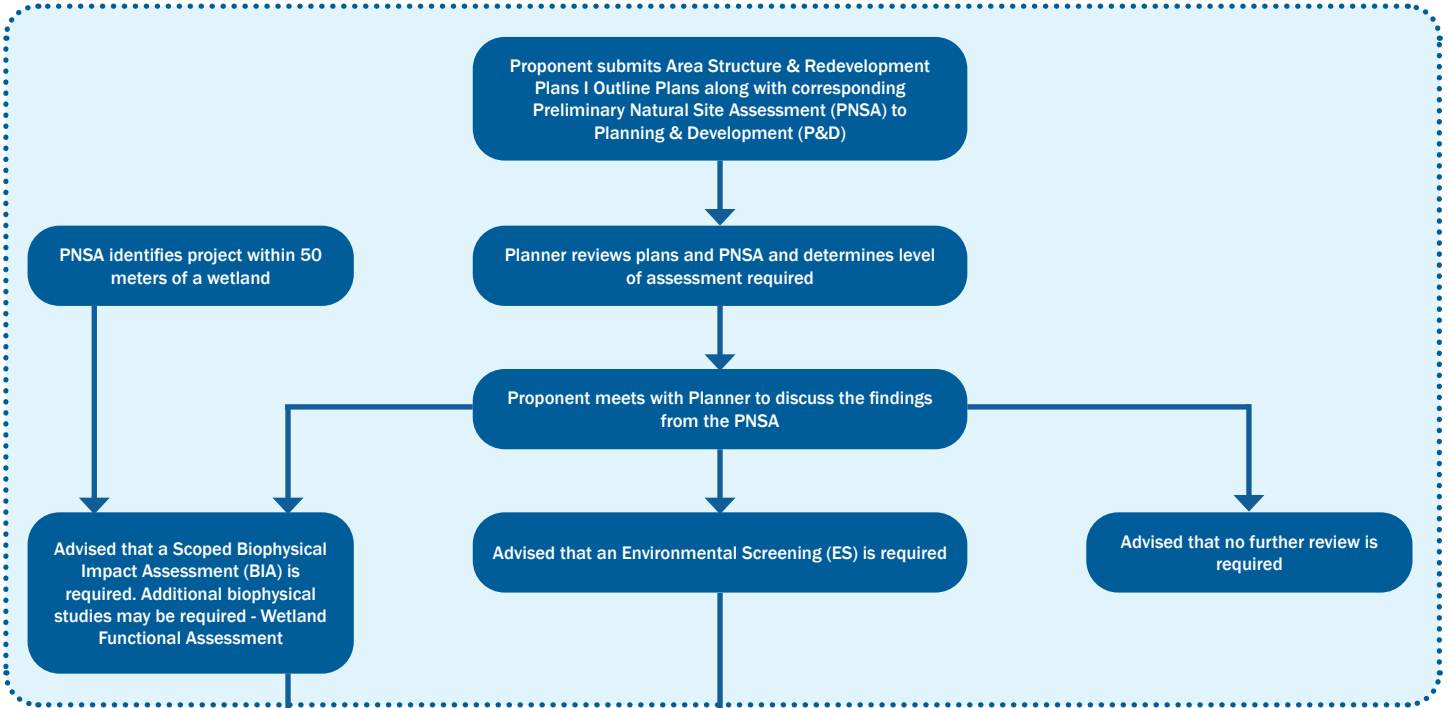 Proponent submits Area Structure & Redevelopment
Plans I Outline Plans along with corresponding
Preliminary Natural Site Assessment (PNSA) to
Planning & Development (P&D)
PNSA identifies project within 50
meters of a wetland
Planner reviews plans and PNSA and determines level
of assessment required
Proponent meets with Planner to discuss the findings
from the PNSA
Advised that a Scoped Biophysical
Impact Assessment (BIA) is
required. Additional biophysical
studies may be required - Wetland
Functional Assessment
Advised that an Environmental Screening (ES) is required
Advised that no further review is
required